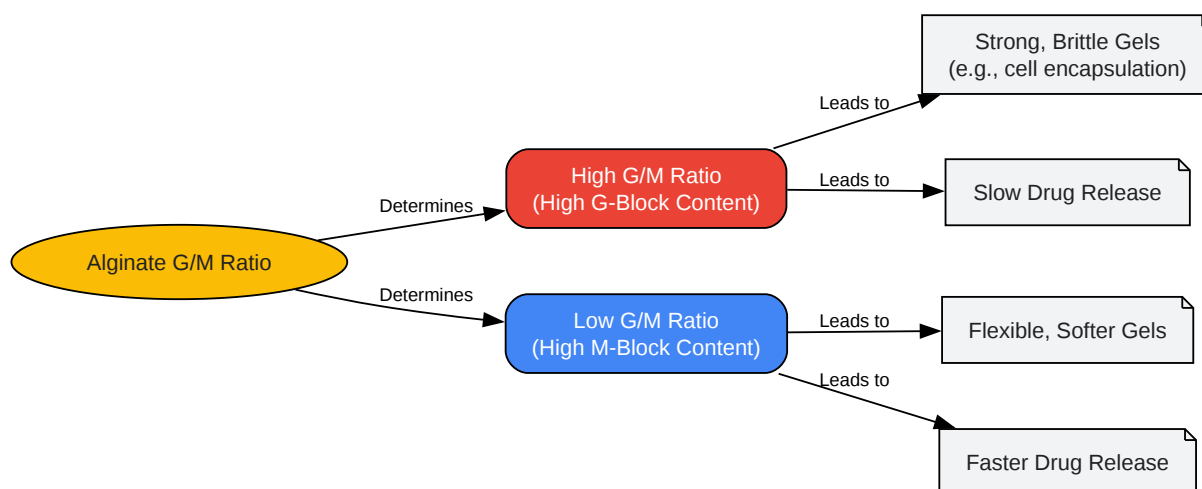 Strong, Brittle Gels
(e.g., cell encapsulation)
Leads to
High G/M Ratio
(High G-Block Content)
Leads to
Slow Drug Release
Determines
Alginate G/M Ratio
Determines
Low G/M Ratio
(High M-Block Content)
Leads to
Flexible, Softer Gels
Leads to
Faster Drug Release